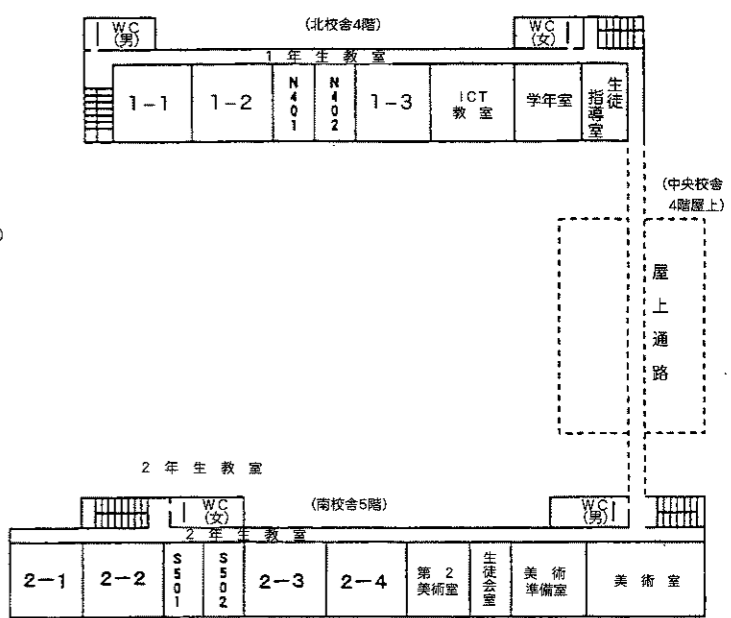 (北校舎4階)
WC
(男)
WC
(女)
1年生教室
1-1
1-2
N401
N402
1-3
ICT
教室
学年室
生徒
指導室
(中央校舎
4階屋上)
屋上通路
2年生教室
WC
(女)
(南校舎5階)
WC
(男)
2年生教室
2-1
2-2
S501
S502
2-3
2-4
第2
美術室
生徒会室
美術
準備室
美術室